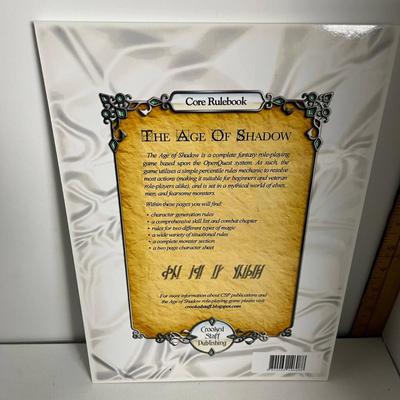 Core Rulebook
THE AGE OF SHADOW
The Age of Shadow is a complete fantasy role-playing
game based upon the OpenQuest system. As such, the
game utilizes a simple percentile rules mechanic to resolve
most actions (making it suitable for beginners and veteran
role-players alike), and is set in a mythical world of elves,
men, and fearsome monsters.
Within these pages you will find:
• character generation rules
• a comprehensive skill list and combat chapter
• rules for two different types of magic
• a wide variety of situational rules
• a complete monster section
• a two page character sheet
For more information about CSP publications and
the Age of Shadow role-playing game please visit
crookedstaff.blogspot.com
Crooked
Staff
Publishing